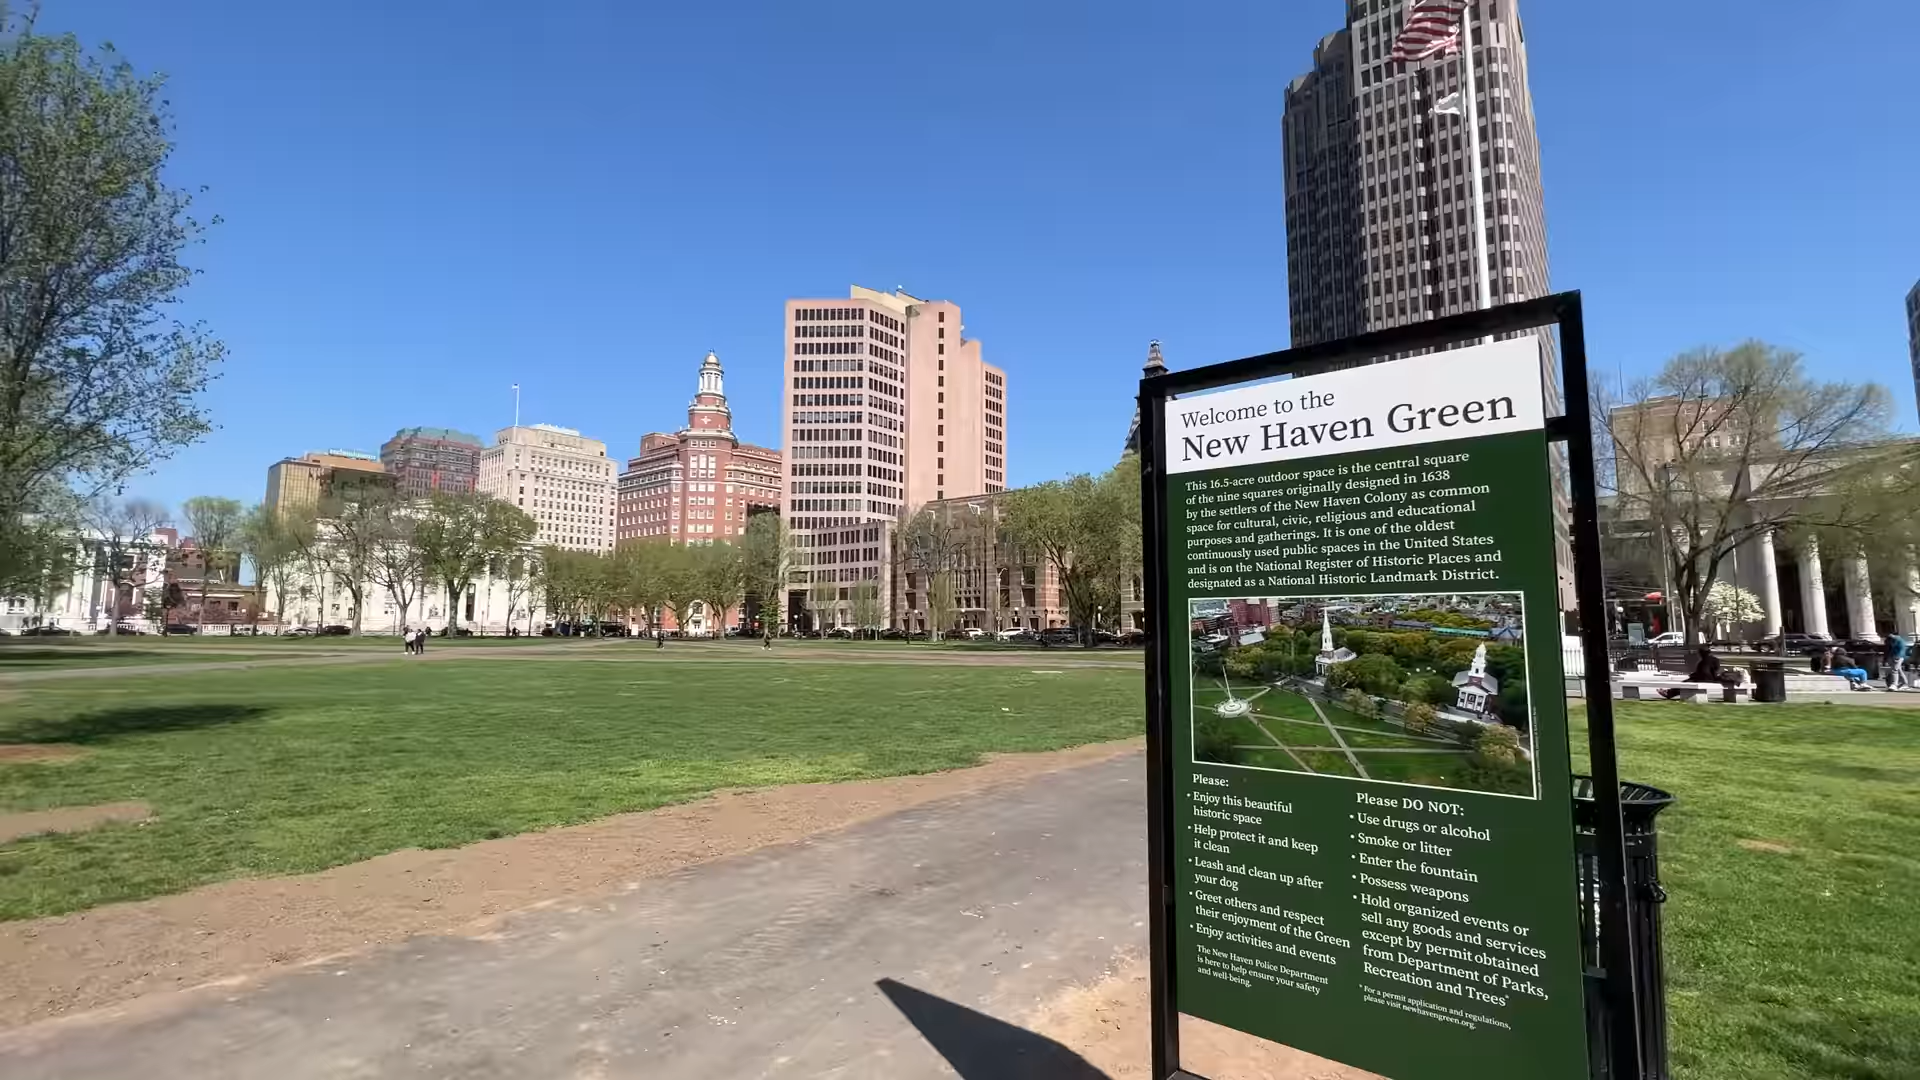 Welcome to the
New Haven Green
This 16.5-acre outdoor space is the central square
of the nine squares originally designed in 1638
by the settlers of the New Haven Colony as common
space for cultural, civic, religious and educational
purposes and gatherings. It is one of the oldest
continuously used public spaces in the United States
and is on the National Register of Historic Places and
designated as a National Historic Landmark District.
Please:
• Enjoy this beautiful
historic space
• Help protect it and keep
it clean
• Leash and clean up after
your dog
• Greet others and respect
their enjoyment of the Green
• Enjoy activities and events
The New Haven Police Department
is here to help ensure your safety
and well-being.
Please DO NOT:
• Use drugs or alcohol
• Smoke or litter
• Enter the fountain
• Possess weapons
• Hold organized events or
sell any goods and services
except by permit obtained
from Department of Parks,
Recreation and Trees*
* For a permit application and regulations,
please visit newhavengreen.org.